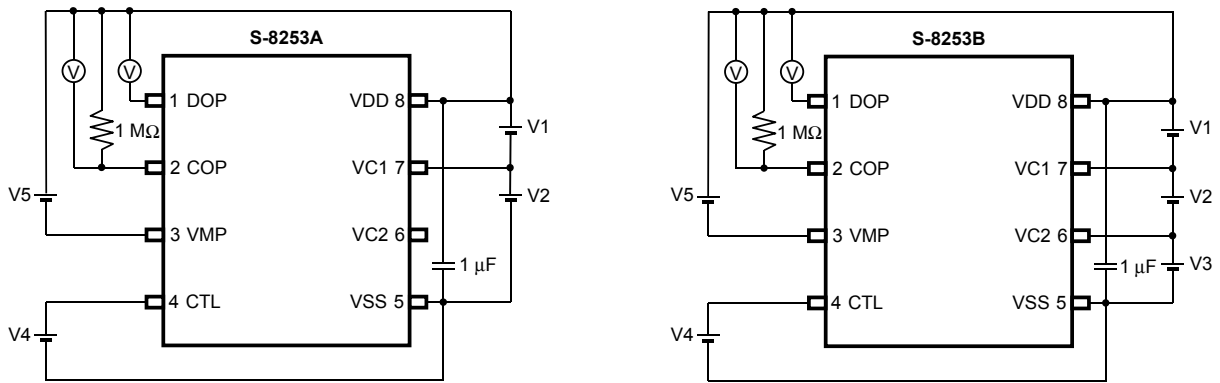 S-8253A
V
V
1 DOP
VDD 8
1 MΩ
V1
2 COP
VC1 7
V5
V2
3 VMP
VC2 6
1 µF
4 CTL
VSS 5
V4
S-8253B
V
V
1 DOP
VDD 8
1 MΩ
V1
2 COP
VC1 7
V5
V2
3 VMP
VC2 6
1 µF
V3
4 CTL
VSS 5
V4